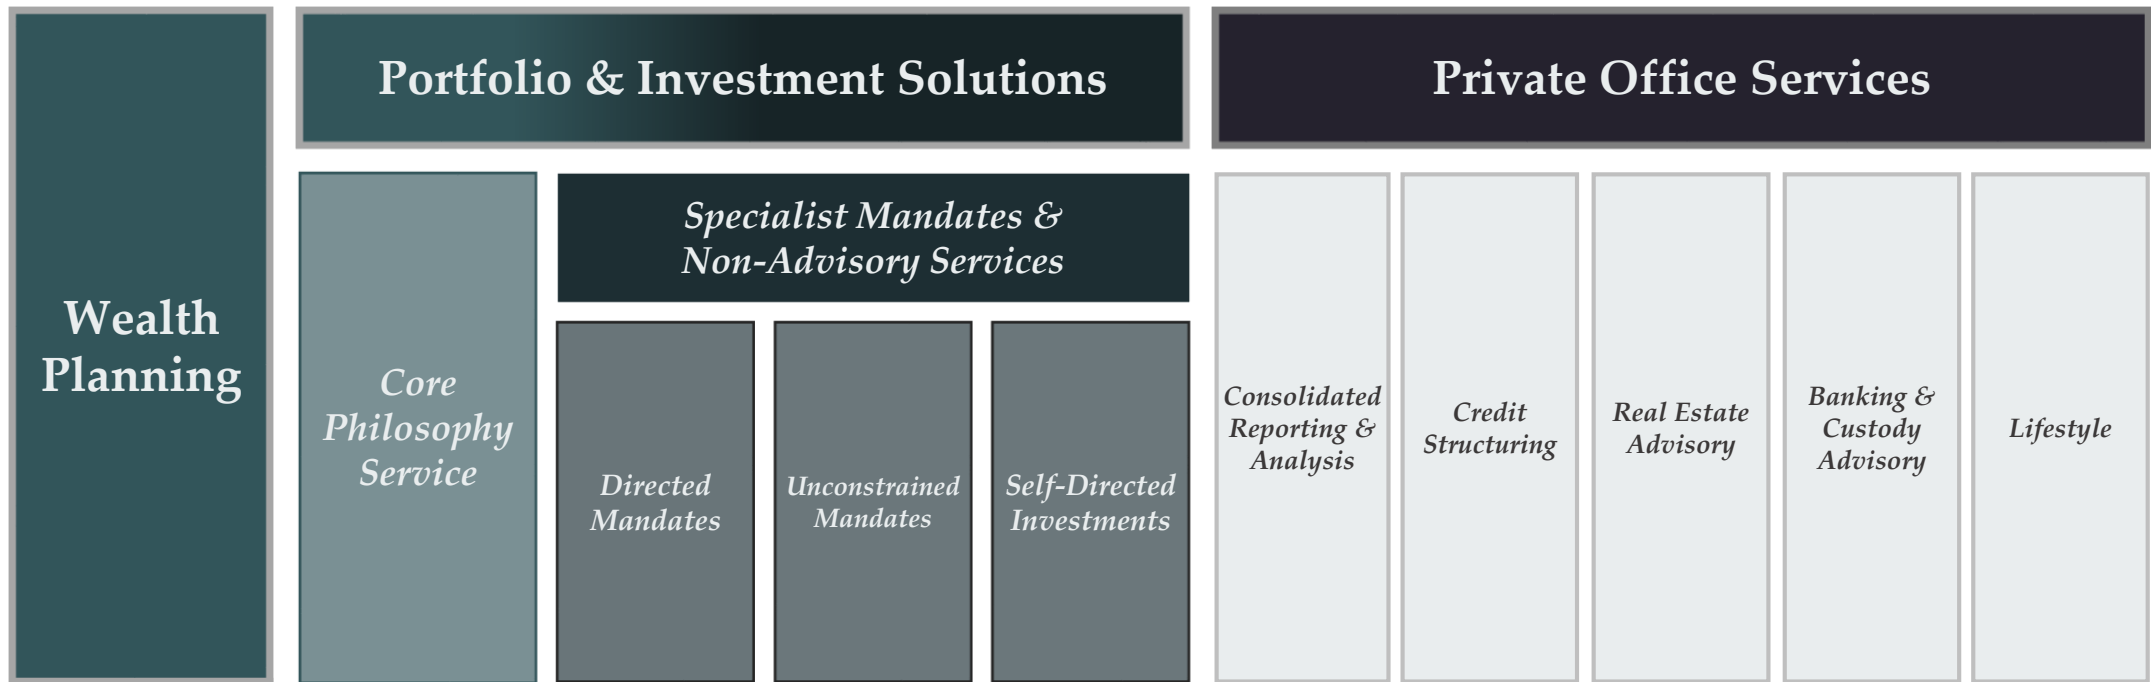 Wealth
Planning
Portfolio & Investment Solutions
Core
Philosophy
Service
Specialist Mandates &
Non-Advisory Services
Directed
Mandates
Unconstrained
Mandates
Self-Directed
Investments
Private Office Services
Consolidated
Reporting &
Analysis
Credit
Structuring
Real Estate
Advisory
Banking &
Custody
Advisory
Lifestyle